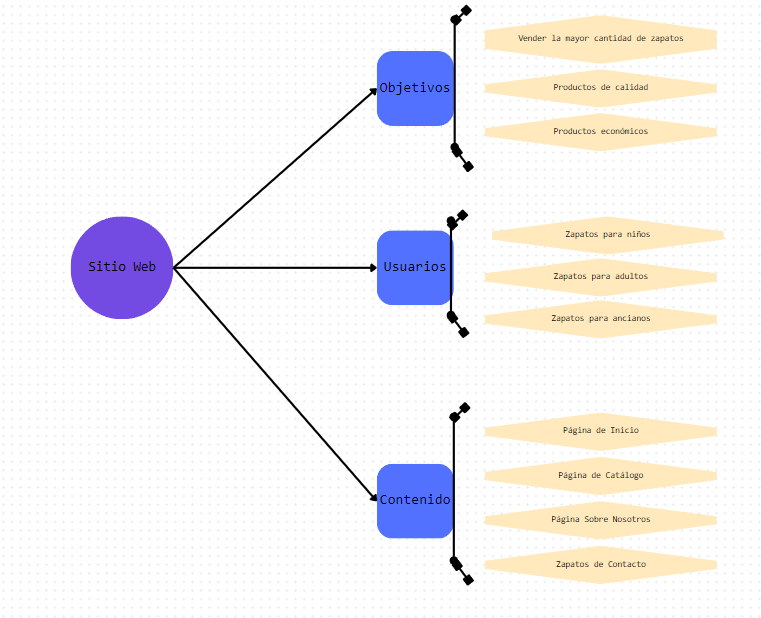 Sitio Web
Objetivos
Vender la mayor cantidad de zapatos
Productos de calidad
Productos económicos
Usuarios
Zapatos para niños
Zapatos para adultos
Zapatos para ancianos
Contenido
Página de Inicio
Página de Catálogo
Página Sobre Nosotros
Zapatos de Contacto